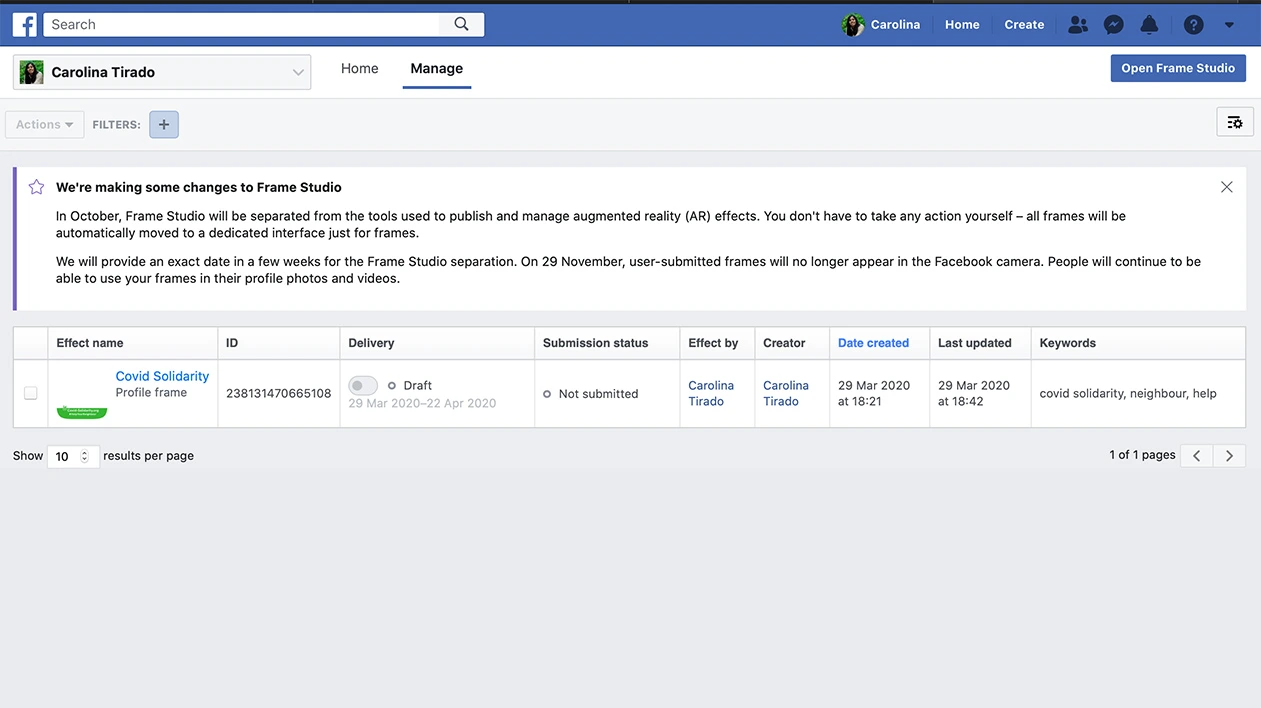 Search
Carolina
Home
Create
Carolina Tirado
Home
Manage
Open Frame Studio
Actions
FILTERS:
We're making some changes to Frame Studio
In October, Frame Studio will be separated from the tools used to publish and manage augmented reality (AR) effects. You don't have to take any action yourself – all frames will be
automatically moved to a dedicated interface just for frames.
We will provide an exact date in a few weeks for the Frame Studio separation. On 29 November, user-submitted frames will no longer appear in the Facebook camera. People will continue to be
able to use your frames in their profile photos and videos.
Effect name
ID
Delivery
Submission status
Effect by
Creator
Date created
Last updated
Keywords
Covid Solidarity
Profile frame
238131470665108
Draft
29 Mar 2020–22 Apr 2020
Not submitted
Carolina
Tirado
Carolina
Tirado
29 Mar 2020
at 18:21
29 Mar 2020
at 18:42
covid solidarity, neighbour, help
Show 10 results per page
1 of 1 pages